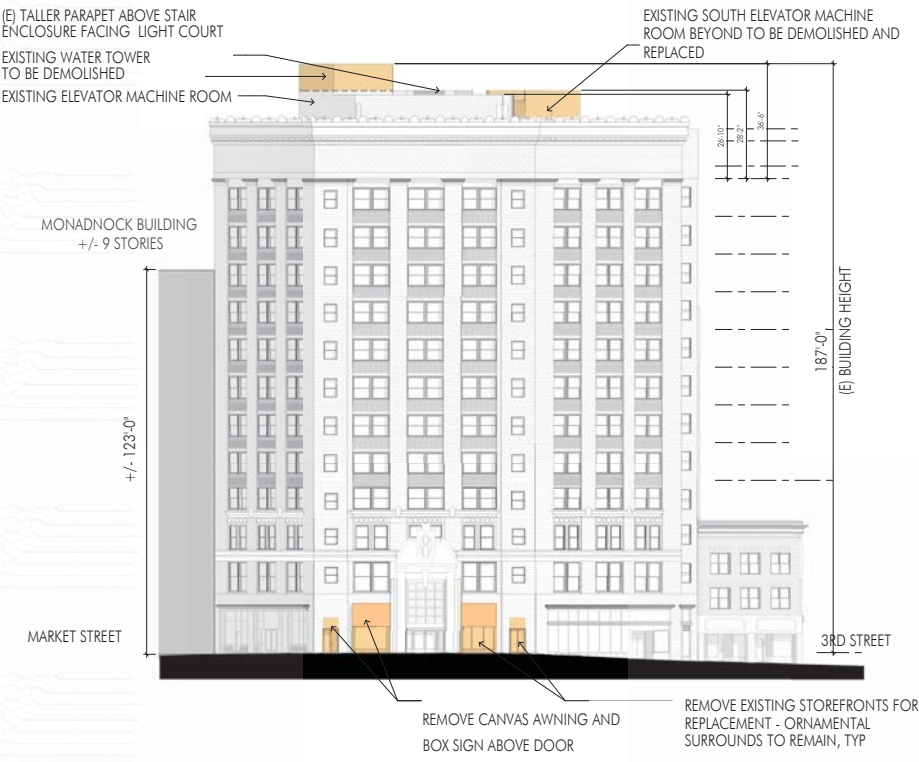 (E) TALLER PARAPET ABOVE STAIR
ENCLOSURE FACING LIGHT COURT
EXISTING WATER TOWER
TO BE DEMOLISHED
EXISTING ELEVATOR MACHINE ROOM
EXISTING SOUTH ELEVATOR MACHINE
ROOM BEYOND TO BE DEMOLISHED AND
REPLACED
26'-10"
28'-2"
36'-6"
MONADNOCK BUILDING
+/- 9 STORIES
+/- 123'-0"
187'-0"
(E) BUILDING HEIGHT
MARKET STREET
3RD STREET
REMOVE CANVAS AWNING AND
BOX SIGN ABOVE DOOR
REMOVE EXISTING STOREFRONTS FOR
REPLACEMENT - ORNAMENTAL
SURROUNDS TO REMAIN, TYP